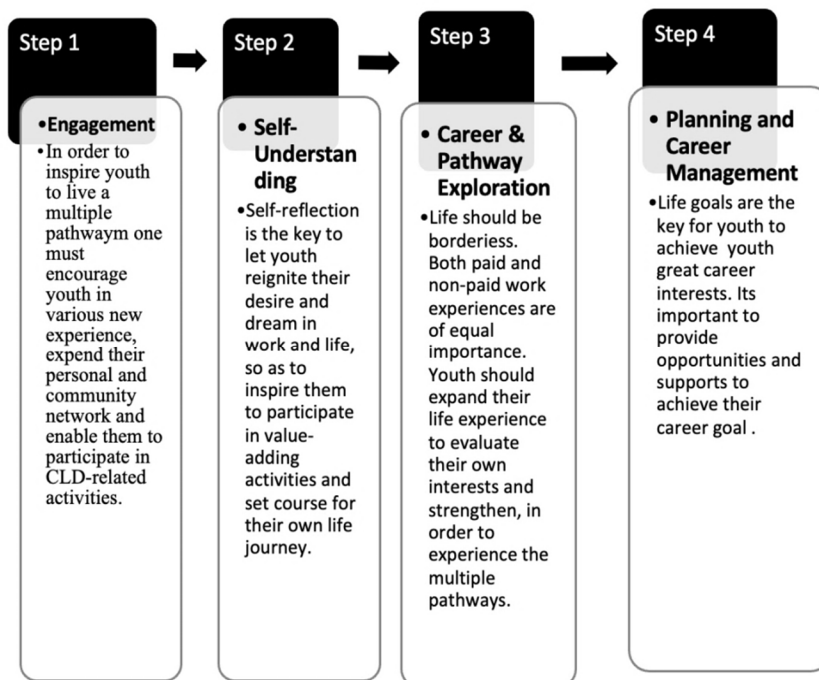 Step 1
•Engagement
•In order to
inspire youth
to live a
multiple
pathwaym one
must
encourage
youth in
various new
experience,
expend their
personal and
community
network and
enable them to
participate in
CLD-related
activities.
Step 2
• Self-
Understan
ding
•Self-reflection
is the key to
let youth
reignite their
desire and
dream in
work and life,
so as to
inspire them
to participate
in value-
adding
activities and
set course for
their own life
journey.
Step 3
• Career &
Pathway
Exploration
•Life should be
borderiess.
Both paid and
non-paid work
experiences are
of equal
importance.
Youth should
expand their
life experience
to evaluate
their own
interests and
strengthen, in
order to
experience the
multiple
pathways.
Step 4
• Planning and
Career
Management
•Life goals are the
key for youth to
achieve youth
great career
interests. Its
important to
provide
opportunities and
supports to
achieve their
career goal .